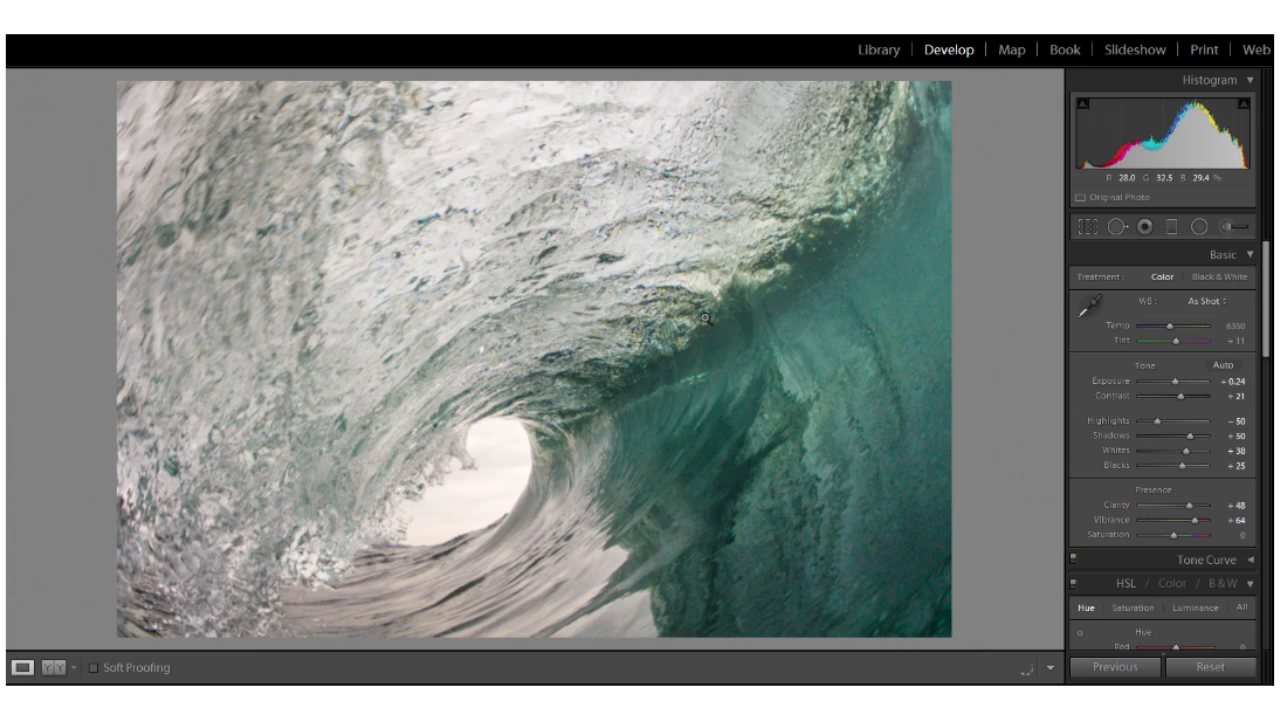 Library | Develop | Map | Book | Slideshow | Print | Web
Histogram
R 28.0 G 32.5 B 29.4 %
Original Photo
Basic
Treatment : Color | Black & White
WB : As Shot
Temp 6350
Tint + 11
Tone Auto
Exposure + 0.24
Contrast + 21
Highlights − 50
Shadows + 50
Whites + 38
Blacks + 25
Presence
Clarity + 48
Vibrance + 64
Saturation 0
Tone Curve
HSL / Color / B & W
Hue Saturation Luminance All
Hue
Red 0
Y Y
Soft Proofing
Previous Reset